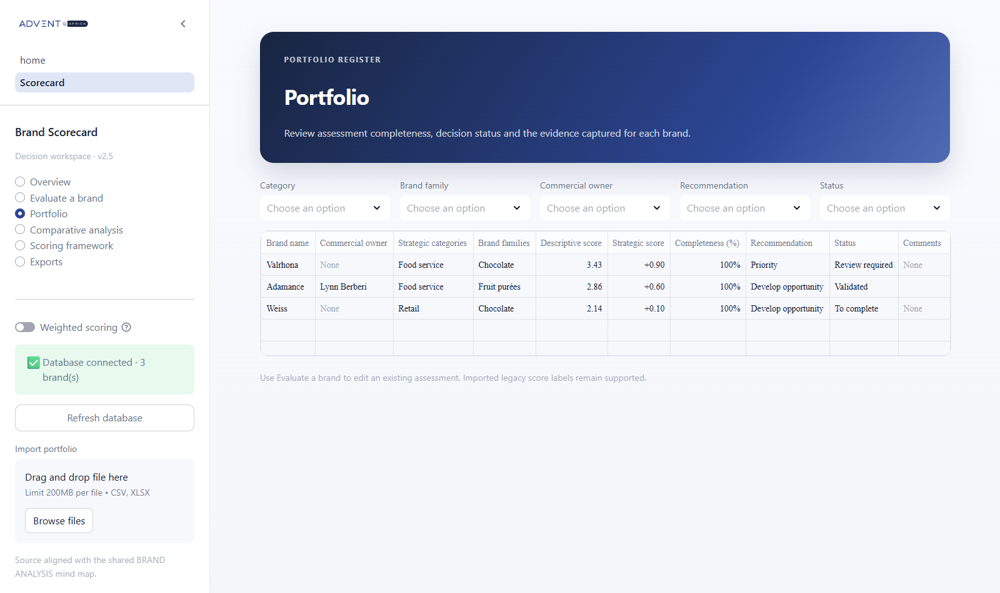 ADVENT AFRICA
home
Scorecard
Brand Scorecard
Decision workspace · v2.5
Overview
Evaluate a brand
Portfolio
Comparative analysis
Scoring framework
Exports
Weighted scoring
Database connected · 3
brand(s)
Refresh database
Import portfolio
Drag and drop file here
Limit 200MB per file • CSV, XLSX
Browse files
Source aligned with the shared BRAND
ANALYSIS mind map.
PORTFOLIO REGISTER
Portfolio
Review assessment completeness, decision status and the evidence captured for each brand.
Category Brand family Commercial owner Recommendation Status
Choose an option Choose an option Choose an option Choose an option Choose an option
Brand name Commercial owner Strategic categories Brand families Descriptive score Strategic score Completeness (%) Recommendation Status Comments
Valrhona None Food service Chocolate 3.43 +0.90 100% Priority Review required None
Adamance Lynn Berberi Food service Fruit purées 2.86 +0.60 100% Develop opportunity Validated
Weiss None Retail Chocolate 2.14 +0.10 100% Develop opportunity To complete None
Use Evaluate a brand to edit an existing assessment. Imported legacy score labels remain supported.